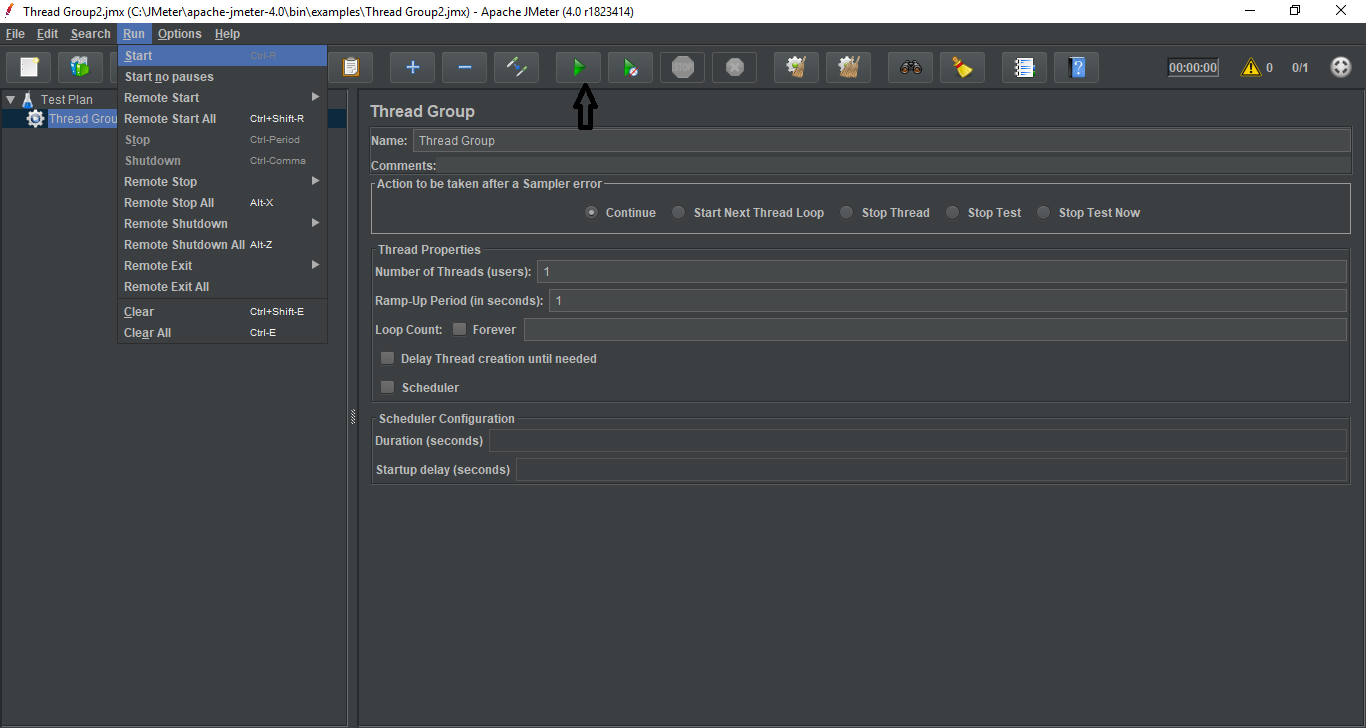 Thread Group2.jmx (C:\JMeter\apache-jmeter-4.0\bin\examples\Thread Group2.jmx) - Apache JMeter (4.0 r1823414)
File Edit Search Run Options Help
STOP 00:00:00 0 0/1
Start Ctrl-R
Start no pauses
Remote Start
Remote Start All Ctrl+Shift-R
Stop Ctrl-Period
Shutdown Ctrl-Comma
Remote Stop
Remote Stop All Alt-X
Remote Shutdown
Remote Shutdown All Alt-Z
Remote Exit
Remote Exit All
Clear Ctrl+Shift-E
Clear All Ctrl-E
Test Plan
Thread Grou
Thread Group
Name: Thread Group
Comments:
Action to be taken after a Sampler error
Continue Start Next Thread Loop Stop Thread Stop Test Stop Test Now
Thread Properties
Number of Threads (users): 1
Ramp-Up Period (in seconds): 1
Loop Count: Forever
Delay Thread creation until needed
Scheduler
Scheduler Configuration
Duration (seconds)
Startup delay (seconds)